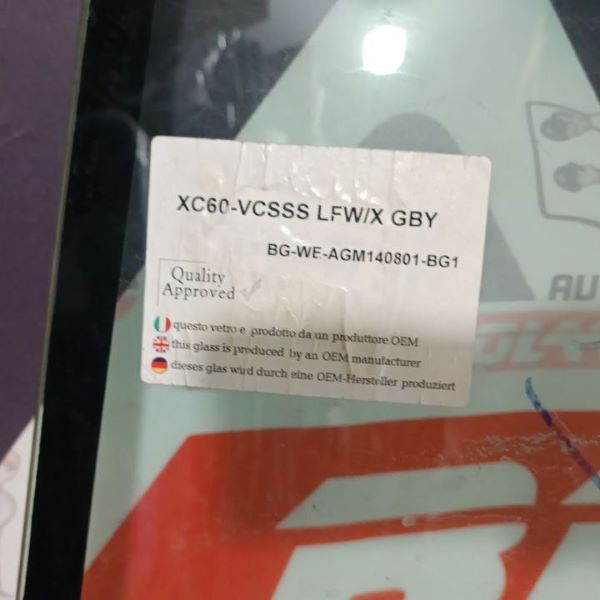 XC60-VCSSS LFW/X GBY
BG-WE-AGM140801-BG1
Quality
Approved
questo vetro e prodotto da un produttore OEM
this glass is produced by an OEM manufacturer
dieses glas wird durch eine OEM-Hersteller produziert
AU